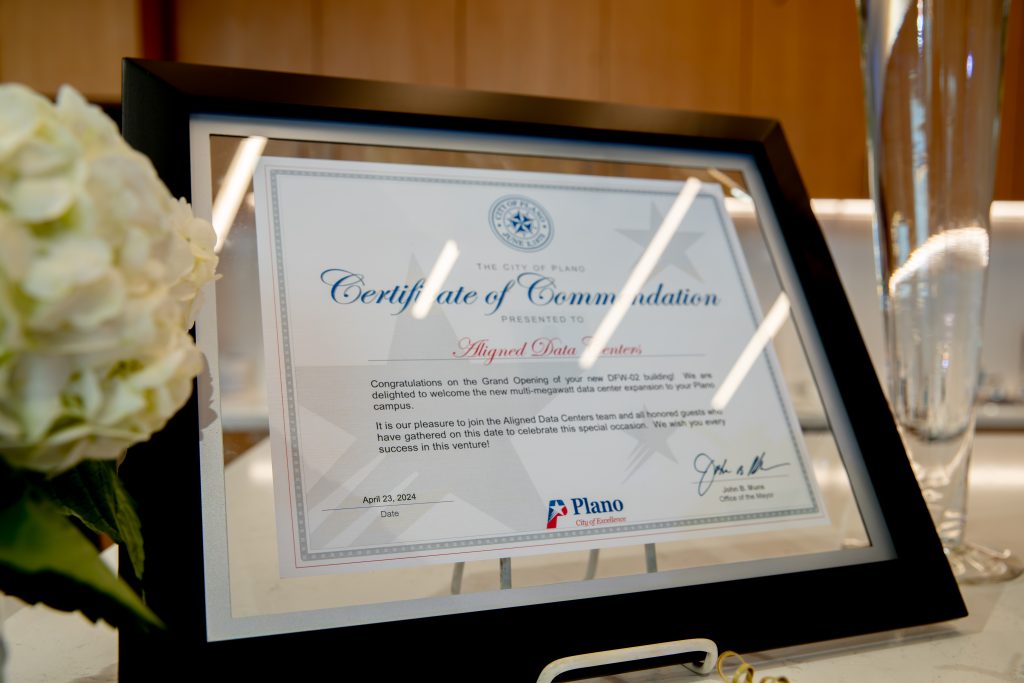 CITY OF PLANO
JUNE 1873
THE CITY OF PLANO
Certificate of Commendation
PRESENTED TO
Aligned Data Centers
Congratulations on the Grand Opening of your new DFW-02 building! We are
delighted to welcome the new multi-megawatt data center expansion to your Plano
campus.
It is our pleasure to join the Aligned Data Centers team and all honored guests who
have gathered on this date to celebrate this special occasion. We wish you every
success in this venture!
April 23, 2024
Date
Plano
City of Excellence
John B. Muns
Office of the Mayor